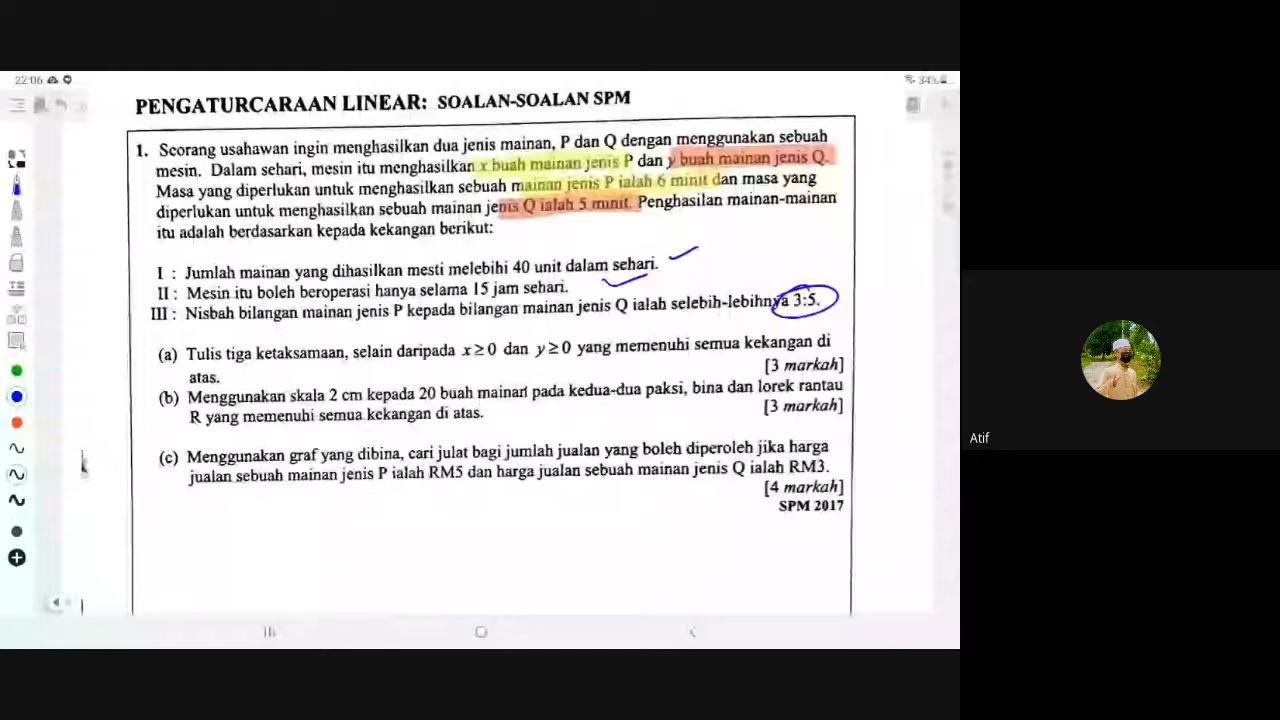 22:06
34%
PENGATURCARAAN LINEAR: SOALAN-SOALAN SPM
1. Seorang usahawan ingin menghasilkan dua jenis mainan, P dan Q dengan menggunakan sebuah
mesin. Dalam sehari, mesin itu menghasilkan x buah mainan jenis P dan y buah mainan jenis Q.
Masa yang diperlukan untuk menghasilkan sebuah mainan jenis P ialah 6 minit dan masa yang
diperlukan untuk menghasilkan sebuah mainan jenis Q ialah 5 minit. Penghasilan mainan-mainan
itu adalah berdasarkan kepada kekangan berikut:
I : Jumlah mainan yang dihasilkan mesti melebihi 40 unit dalam sehari.
II : Mesin itu boleh beroperasi hanya selama 15 jam sehari.
III : Nisbah bilangan mainan jenis P kepada bilangan mainan jenis Q ialah selebih-lebihnya 3:5.
(a) Tulis tiga ketaksamaan, selain daripada x ≥ 0 dan y ≥ 0 yang memenuhi semua kekangan di
atas. [3 markah]
(b) Menggunakan skala 2 cm kepada 20 buah mainan pada kedua-dua paksi, bina dan lorek rantau
R yang memenuhi semua kekangan di atas. [3 markah]
(c) Menggunakan graf yang dibina, cari julat bagi jumlah jualan yang boleh diperoleh jika harga
jualan sebuah mainan jenis P ialah RM5 dan harga jualan sebuah mainan jenis Q ialah RM3.
[4 markah]
SPM 2017
Atif